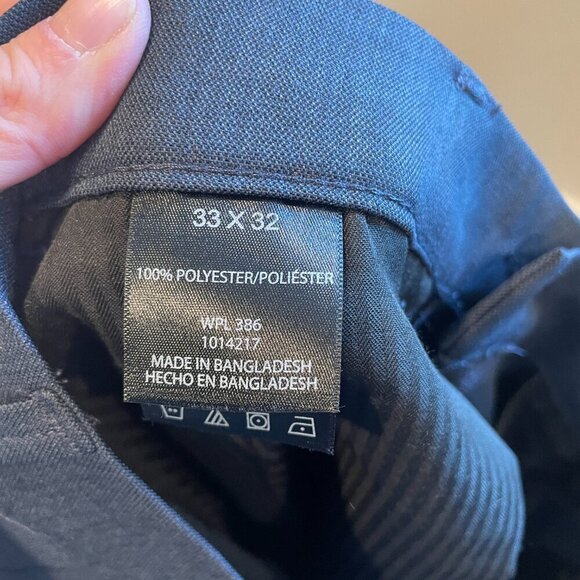 33 X 32
100% POLYESTER/POLIÉSTER
WPL 386
1014217
MADE IN BANGLADESH
HECHO EN BANGLADESH